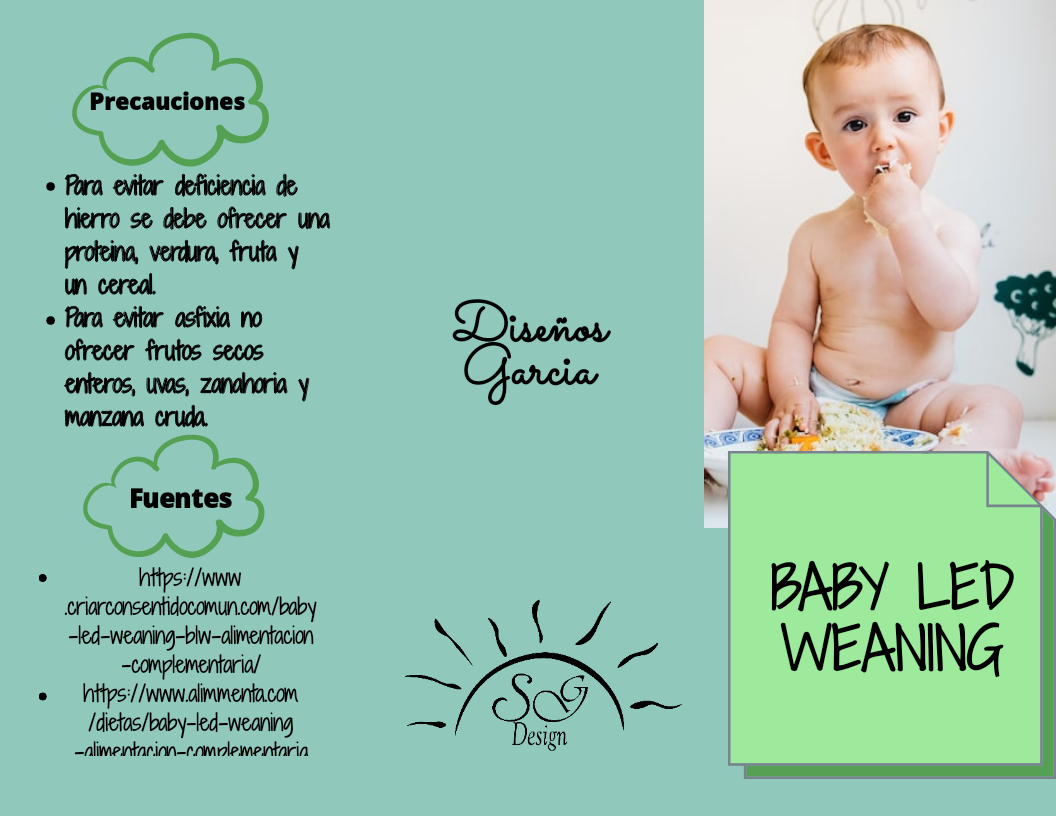 Precauciones
Para evitar deficiencia de
hierro se debe ofrecer una
proteina, verdura, fruta y
un cereal.
Para evitar asfixia no
ofrecer frutos secos
enteros, uvas, zanahoria y
manzana cruda.
Fuentes
https://www
.criarconsentidocomun.com/baby
-led-weaning-blw-alimentacion
-complementaria/
https://www.alimmenta.com
/dietas/baby-led-weaning
-alimentacion-complementaria
Diseños
Garcia
SG
Design
BABY LED
WEANING